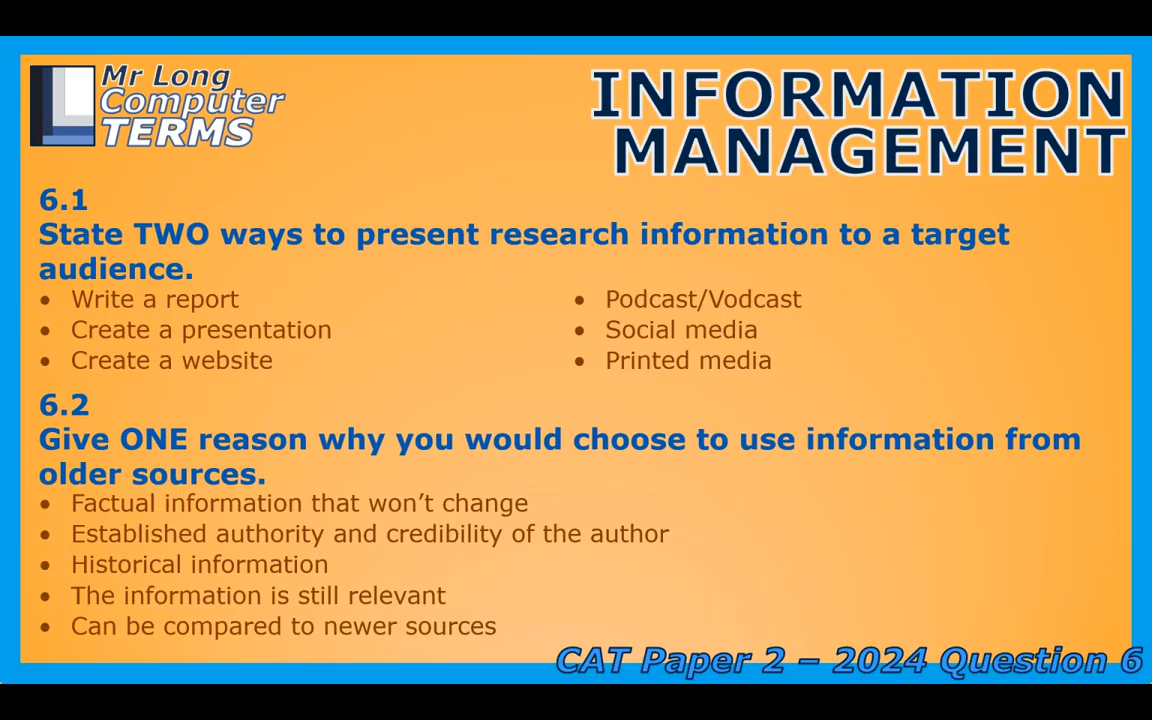 Mr Long
Computer
TERMS
INFORMATION
MANAGEMENT
6.1
State TWO ways to present research information to a target
audience.
• Write a report
• Create a presentation
• Create a website
• Podcast/Vodcast
• Social media
• Printed media
6.2
Give ONE reason why you would choose to use information from
older sources.
• Factual information that won’t change
• Established authority and credibility of the author
• Historical information
• The information is still relevant
• Can be compared to newer sources
CAT Paper 2 – 2024 Question 6